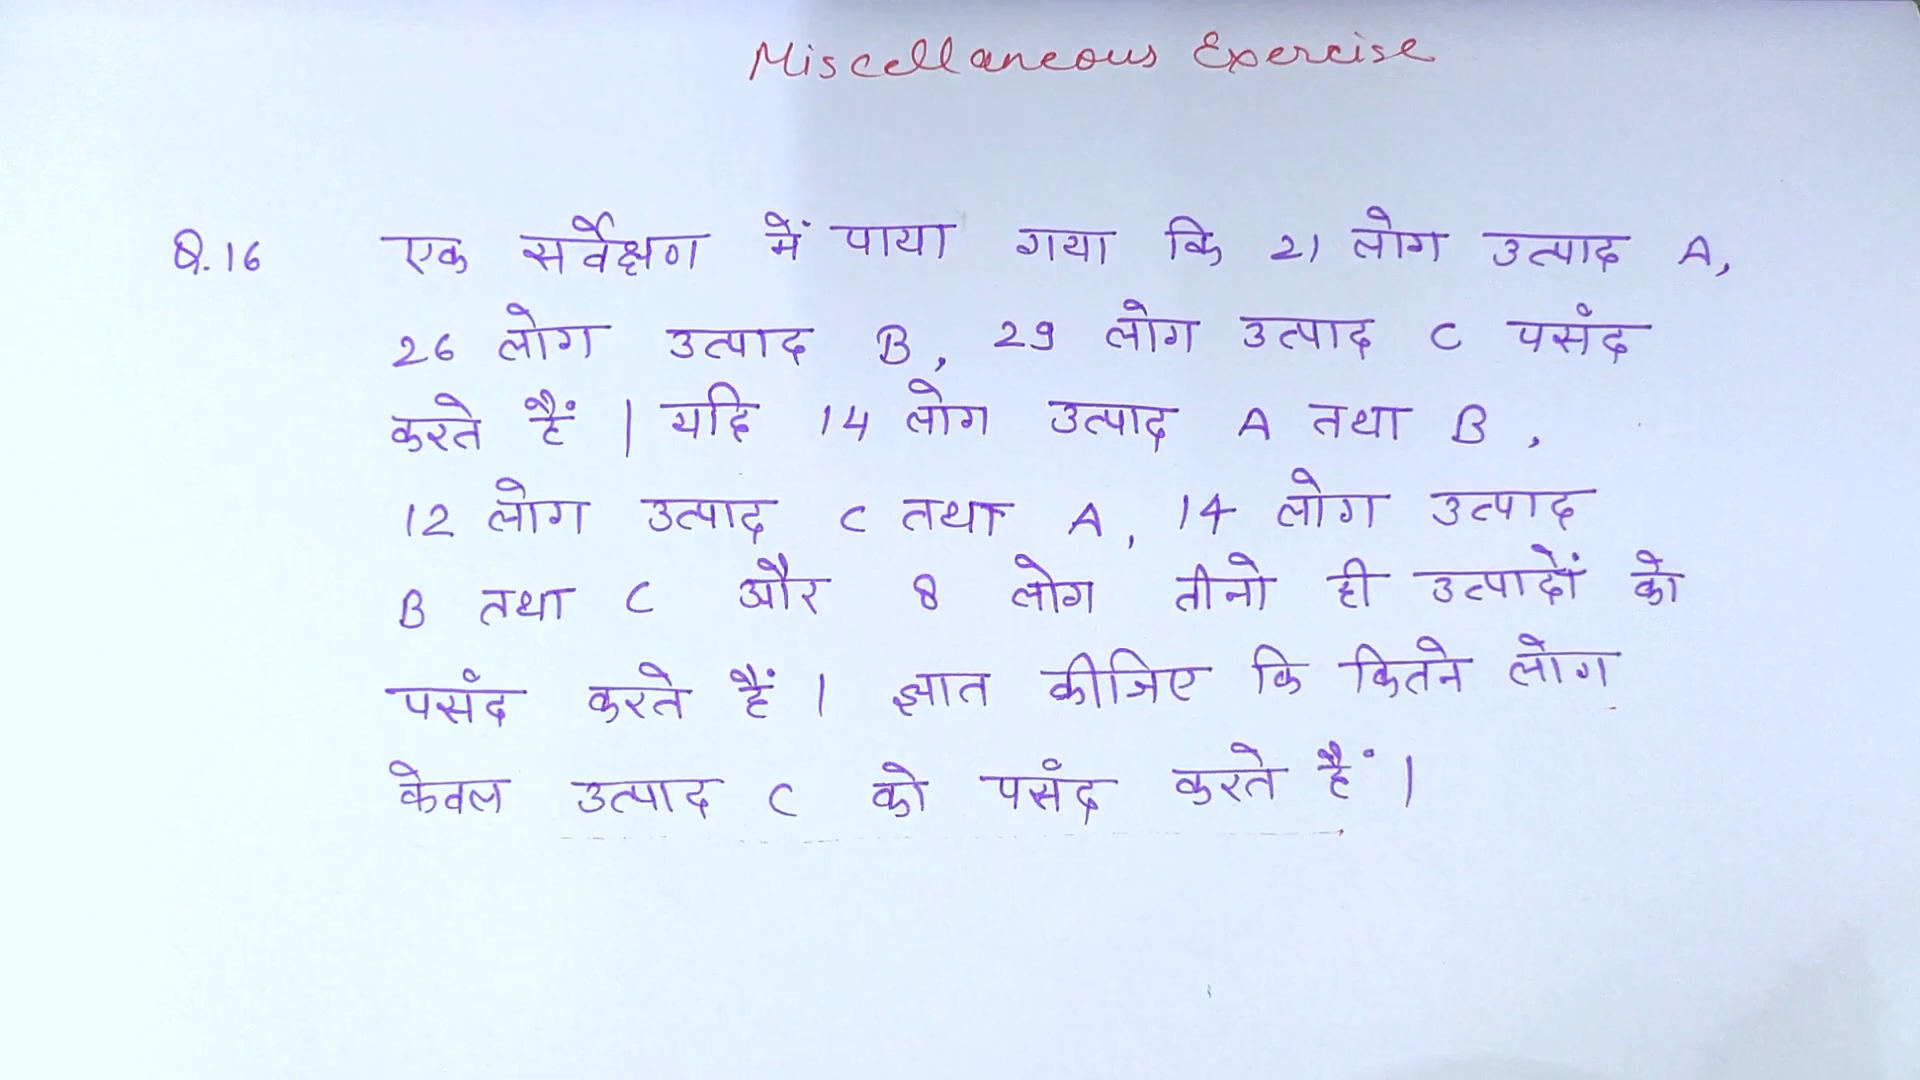 Miscellaneous Exercise
Q.16 एक सर्वेक्षण में पाया गया कि 21 लोग उत्पाद A,
26 लोग उत्पाद B, 29 लोग उत्पाद C पसंद
करते हैं | यदि 14 लोग उत्पाद A तथा B,
12 लोग उत्पाद C तथा A, 14 लोग उत्पाद
B तथा C और 8 लोग तीनो ही उत्पादों को
पसंद करते हैं | ज्ञात कीजिए कि कितने लोग
केवल उत्पाद C को पसंद करते हैं |